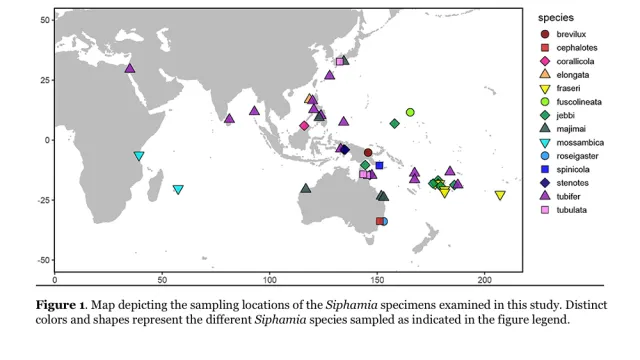 species
brevilux
cephalotes
corallicola
elongata
fraseri
fuscolineata
jebbi
majimai
mossambica
roseigaster
spinicola
stenotes
tubifer
tubulata
50
25
0
-25
-50
0
50
100
150
200
Figure 1. Map depicting the sampling locations of the Siphamia specimens examined in this study. Distinct
colors and shapes represent the different Siphamia species sampled as indicated in the figure legend.